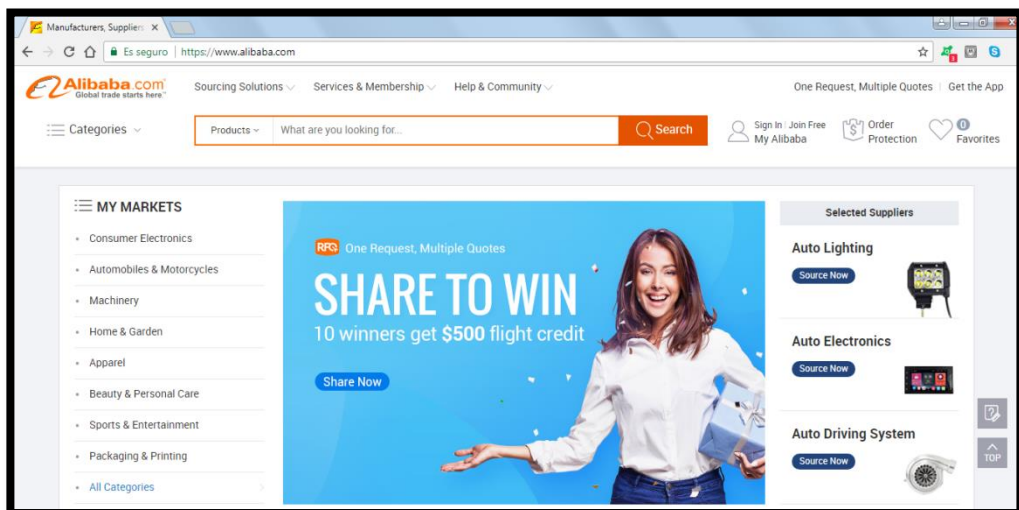 Manufacturers, Suppliers
Es seguro | https://www.alibaba.com
Alibaba.com
Global trade starts here.™
Sourcing Solutions Services & Membership Help & Community
One Request, Multiple Quotes | Get the App
Categories
Products What are you looking for... Search
Sign In | Join Free
My Alibaba
Order
Protection
0
Favorites
MY MARKETS
Consumer Electronics
Automobiles & Motorcycles
Machinery
Home & Garden
Apparel
Beauty & Personal Care
Sports & Entertainment
Packaging & Printing
All Categories
RFQ One Request, Multiple Quotes
SHARE TO WIN
10 winners get $500 flight credit
Share Now
Selected Suppliers
Auto Lighting
Source Now
Auto Electronics
Source Now
Auto Driving System
Source Now
TOP